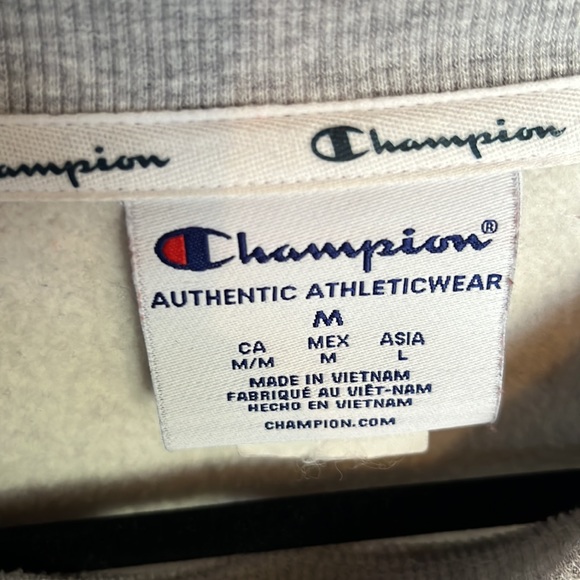 Champion Champion
Champion®
AUTHENTIC ATHLETICWEAR
M
CA MEX ASIA
M/M M L
MADE IN VIETNAM
FABRIQUÉ AU VIÊT-NAM
HECHO EN VIETNAM
CHAMPION.COM